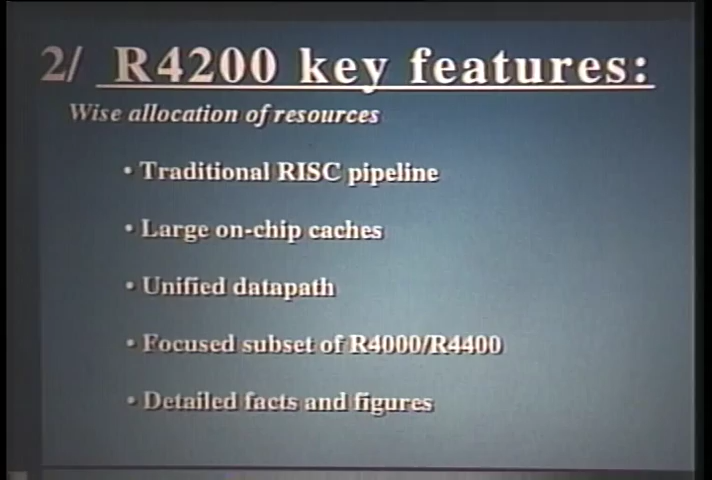 2/ R4200 key features:
Wise allocation of resources
• Traditional RISC pipeline
• Large on-chip caches
• Unified datapath
• Focused subset of R4000/R4400
• Detailed facts and figures